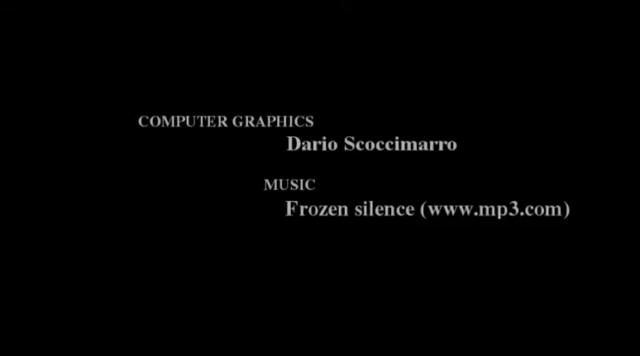 COMPUTER GRAPHICS
Dario Scoccimarro
MUSIC
Frozen silence (www.mp3.com)